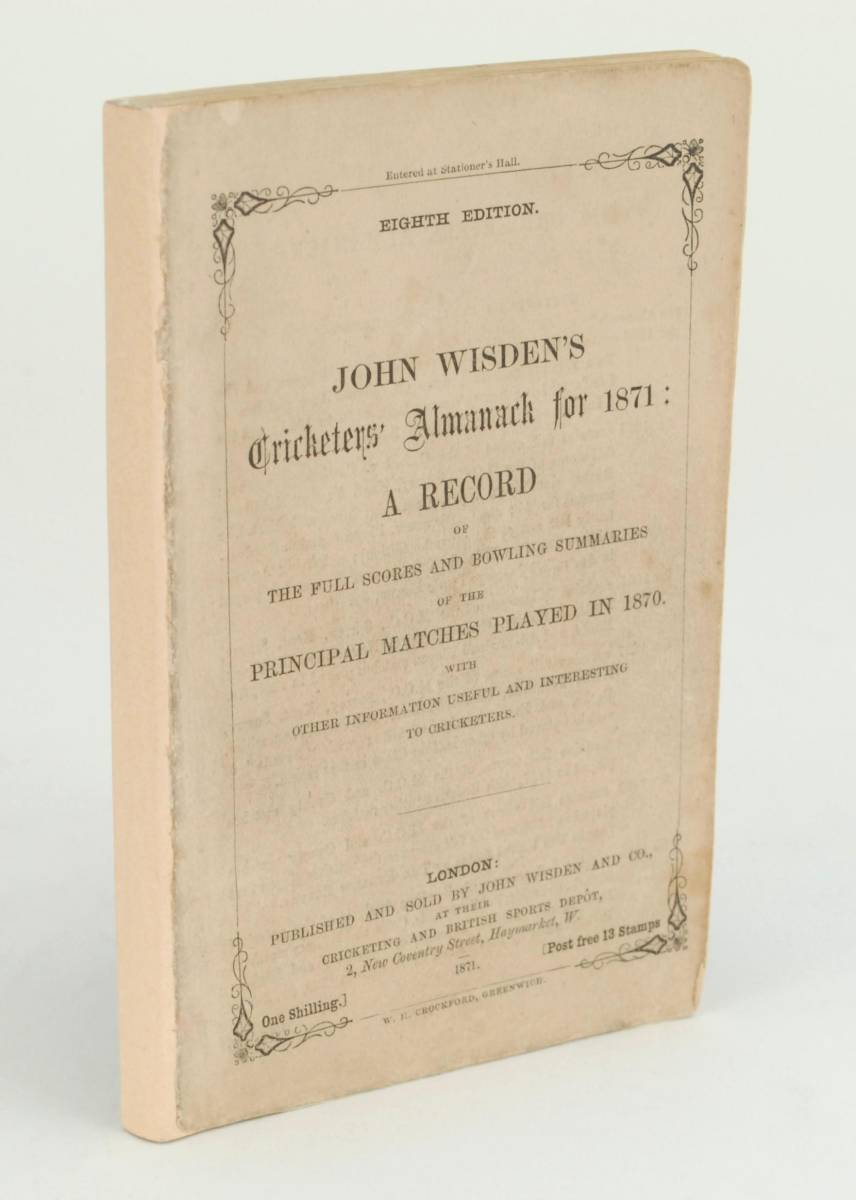 Entered at Stationer's Hall.
EIGHTH EDITION.
JOHN WISDEN'S
Cricketers' Almanack for 1871:
A RECORD
OF
THE FULL SCORES AND BOWLING SUMMARIES
OF THE
PRINCIPAL MATCHES PLAYED IN 1870.
WITH
OTHER INFORMATION USEFUL AND INTERESTING
TO CRICKETERS.
LONDON:
PUBLISHED AND SOLD BY JOHN WISDEN AND CO.,
AT THEIR
CRICKETING AND BRITISH SPORTS DEPÔT,
2, New Coventry Street, Haymarket, W.
1871.
One Shilling.] [Post free 13 Stamps
W. H. CROCKFORD, GREENWICH.